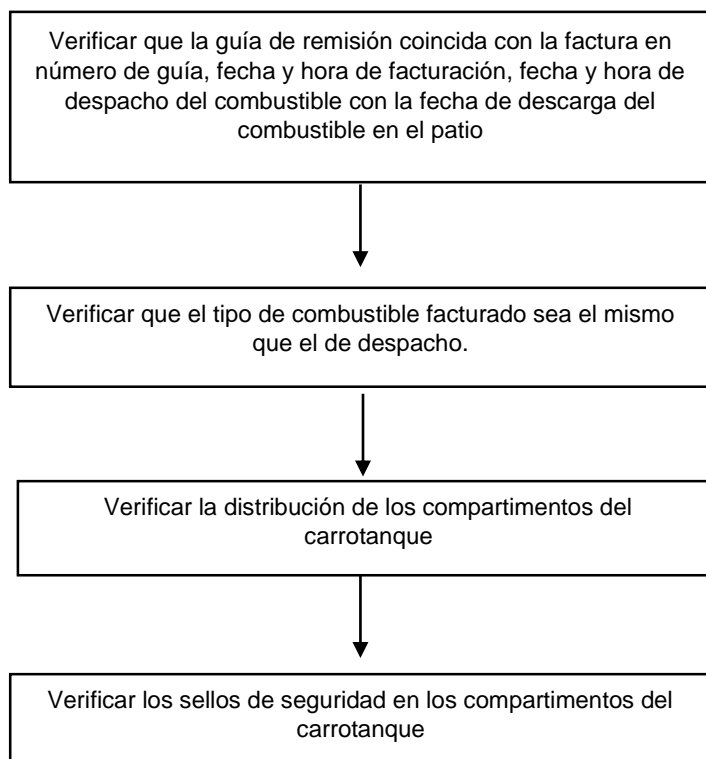 Verificar que la guía de remisión coincida con la factura en
número de guía, fecha y hora de facturación, fecha y hora de
despacho del combustible con la fecha de descarga del
combustible en el patio
Verificar que el tipo de combustible facturado sea el mismo
que el de despacho.
Verificar la distribución de los compartimentos del
carrotanque
Verificar los sellos de seguridad en los compartimentos del
carrotanque